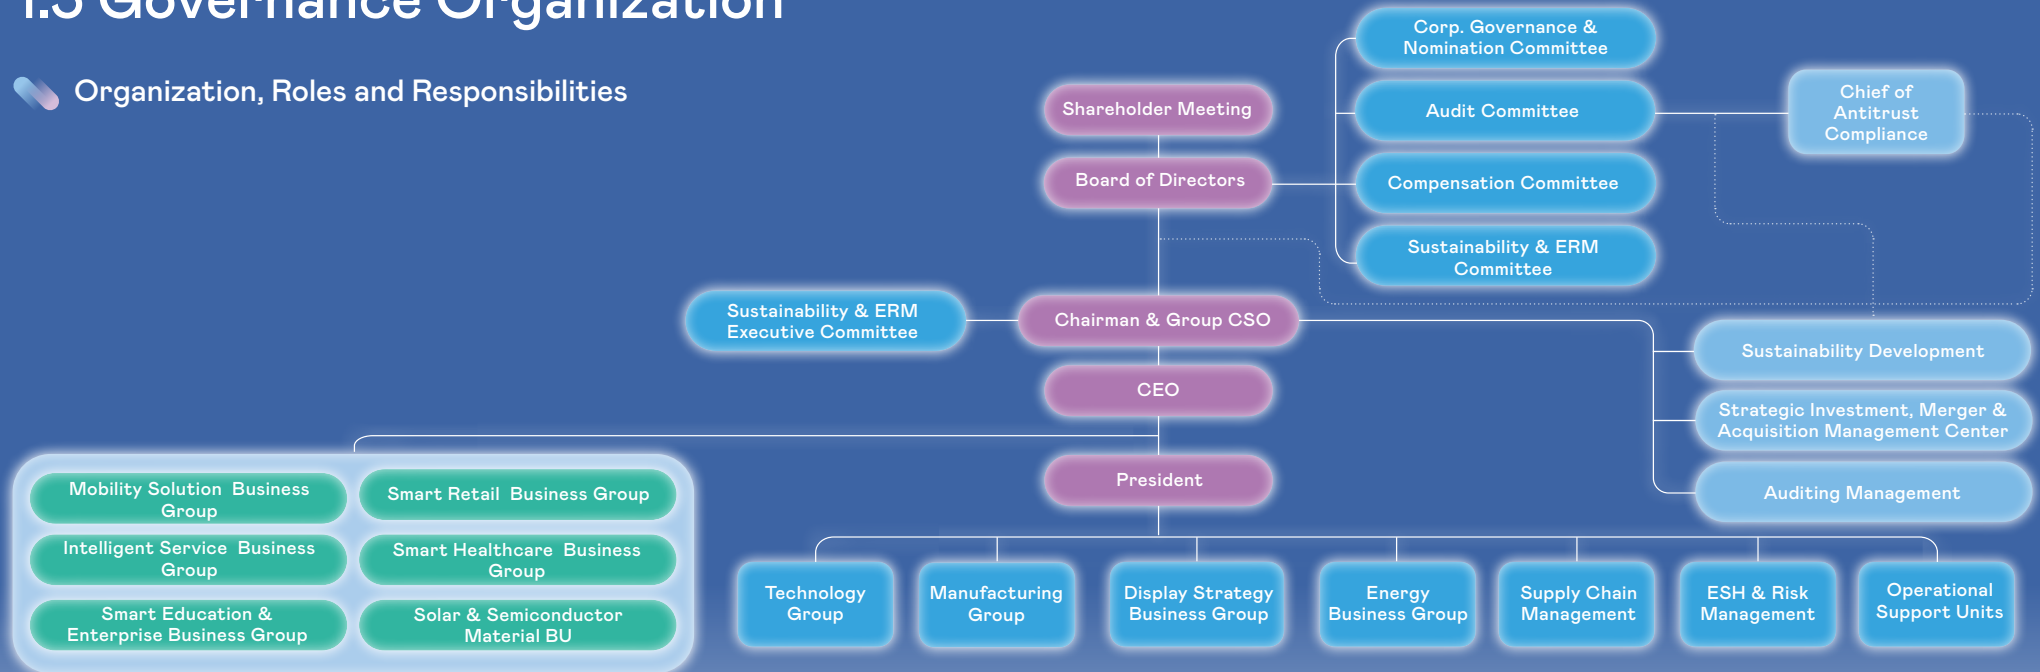 1.3 Governance Organization
Organization, Roles and Responsibilities
Corp. Governance &
Nomination Committee
Shareholder Meeting
Audit Committee
Chief of
Antitrust
Compliance
Board of Directors
Compensation Committee
Sustainability & ERM
Committee
Sustainability & ERM
Executive Committee
Chairman & Group CSO
Sustainability Development
CEO
Strategic Investment, Merger &
Acquisition Management Center
President
Auditing Management
Mobility Solution Business
Group
Smart Retail Business Group
Intelligent Service Business
Group
Smart Healthcare Business
Group
Smart Education &
Enterprise Business Group
Solar & Semiconductor
Material BU
Technology
Group
Manufacturing
Group
Display Strategy
Business Group
Energy
Business Group
Supply Chain
Management
ESH & Risk
Management
Operational
Support Units